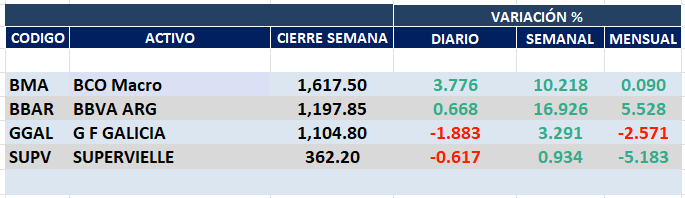 VARIACIÓN %
CODIGO ACTIVO CIERRE SEMANA DIARIO SEMANAL MENSUAL
BMA BCO Macro 1,617.50 3.776 10.218 0.090
BBAR BBVA ARG 1,197.85 0.668 16.926 5.528
GGAL G F GALICIA 1,104.80 -1.883 3.291 -2.571
SUPV SUPERVIELLE 362.20 -0.617 0.934 -5.183